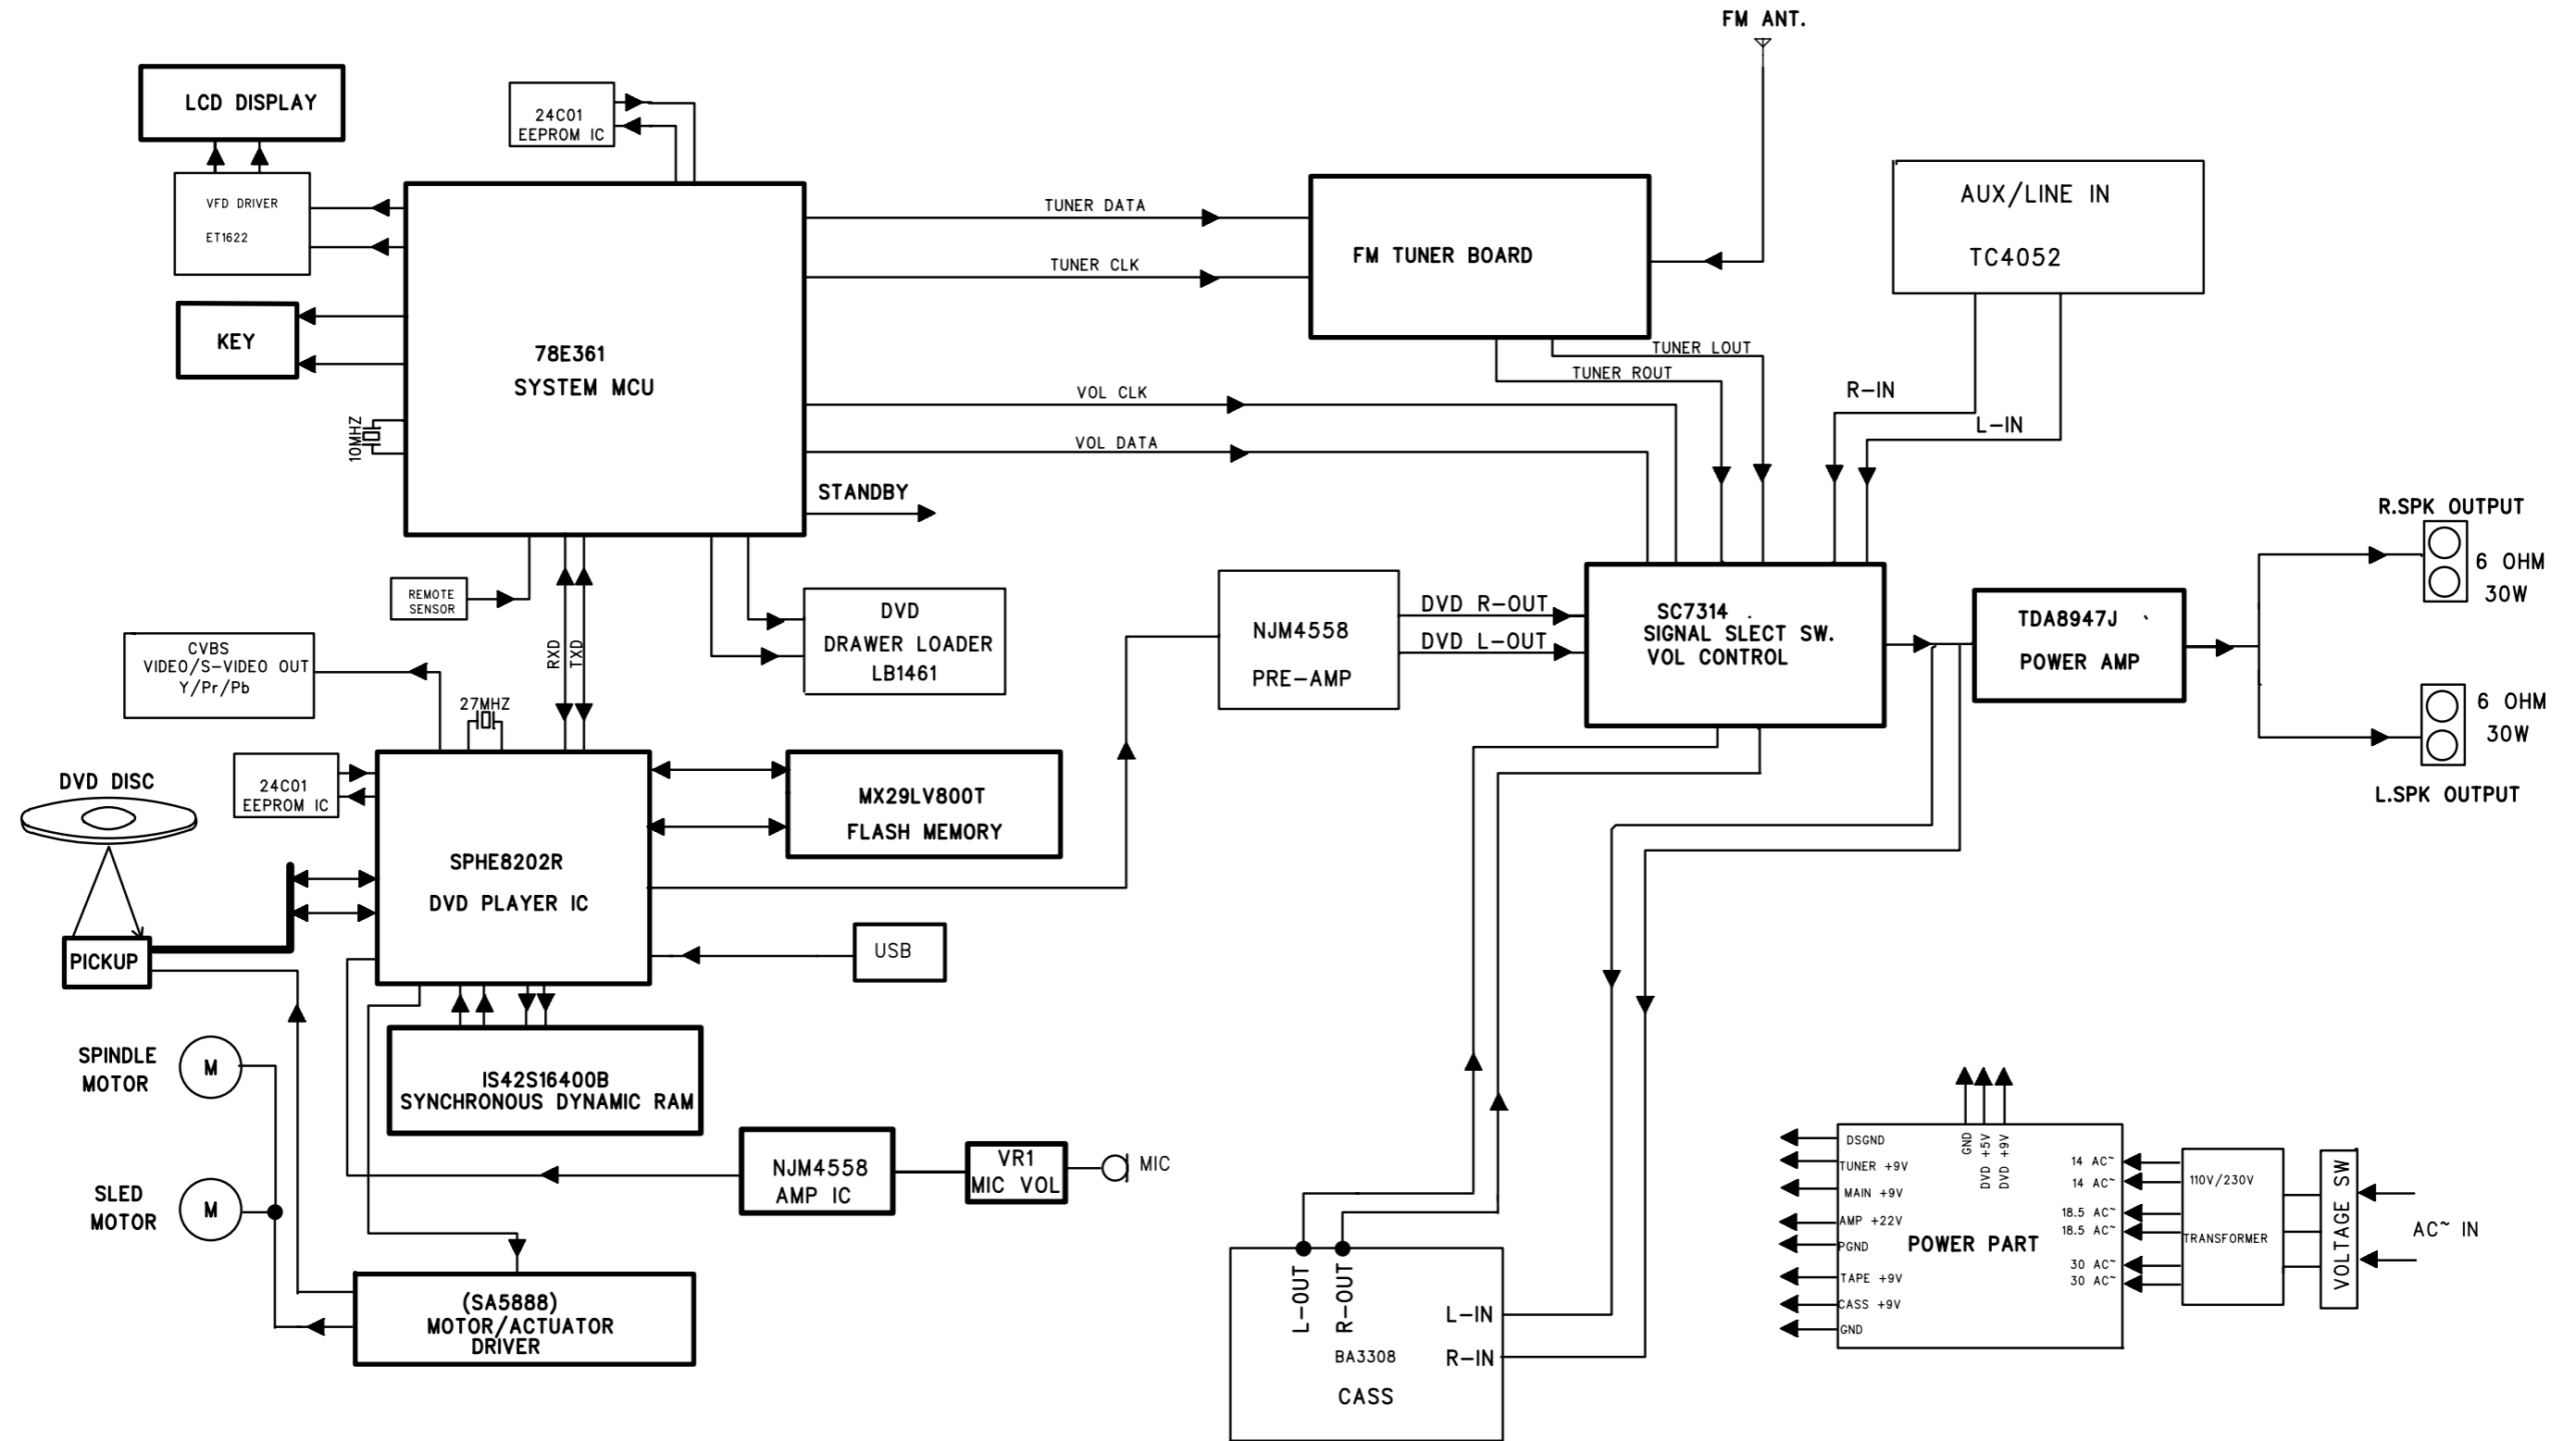 FM ANT.
LCD DISPLAY
24C01
EEPROM IC
VFD DRIVER
ET1622
KEY
10MHZ
78E361
SYSTEM MCU
TUNER DATA
TUNER CLK
FM TUNER BOARD
AUX/LINE IN
TC4052
TUNER LOUT
TUNER ROUT
VOL CLK
VOL DATA
R-IN
L-IN
STANDBY
REMOTE
SENSOR
RXD
TXD
DVD
DRAWER LOADER
LB1461
CVBS
VIDEO/S-VIDEO OUT
Y/Pr/Pb
27MHZ
NJM4558
PRE-AMP
DVD R-OUT
DVD L-OUT
SC7314 .
SIGNAL SLECT SW.
VOL CONTROL
TDA8947J
POWER AMP
R.SPK OUTPUT
6 OHM
30W
6 OHM
30W
L.SPK OUTPUT
DVD DISC
24C01
EEPROM IC
SPHE8202R
DVD PLAYER IC
MX29LV800T
FLASH MEMORY
PICKUP
USB
SPINDLE
MOTOR
M
IS42S16400B
SYNCHRONOUS DYNAMIC RAM
SLED
MOTOR
M
NJM4558
AMP IC
VR1
MIC VOL
MIC
(SA5888)
MOTOR/ACTUATOR
DRIVER
L-OUT
R-OUT
L-IN
R-IN
BA3308
CASS
GND
DVD +5V
DVD +9V
DSGND
TUNER +9V
MAIN +9V
AMP +22V
PGND
TAPE +9V
CASS +9V
GND
POWER PART
14 AC~
14 AC~
18.5 AC~
18.5 AC~
30 AC~
30 AC~
110V/230V
TRANSFORMER
VOLTAGE SW
AC~ IN